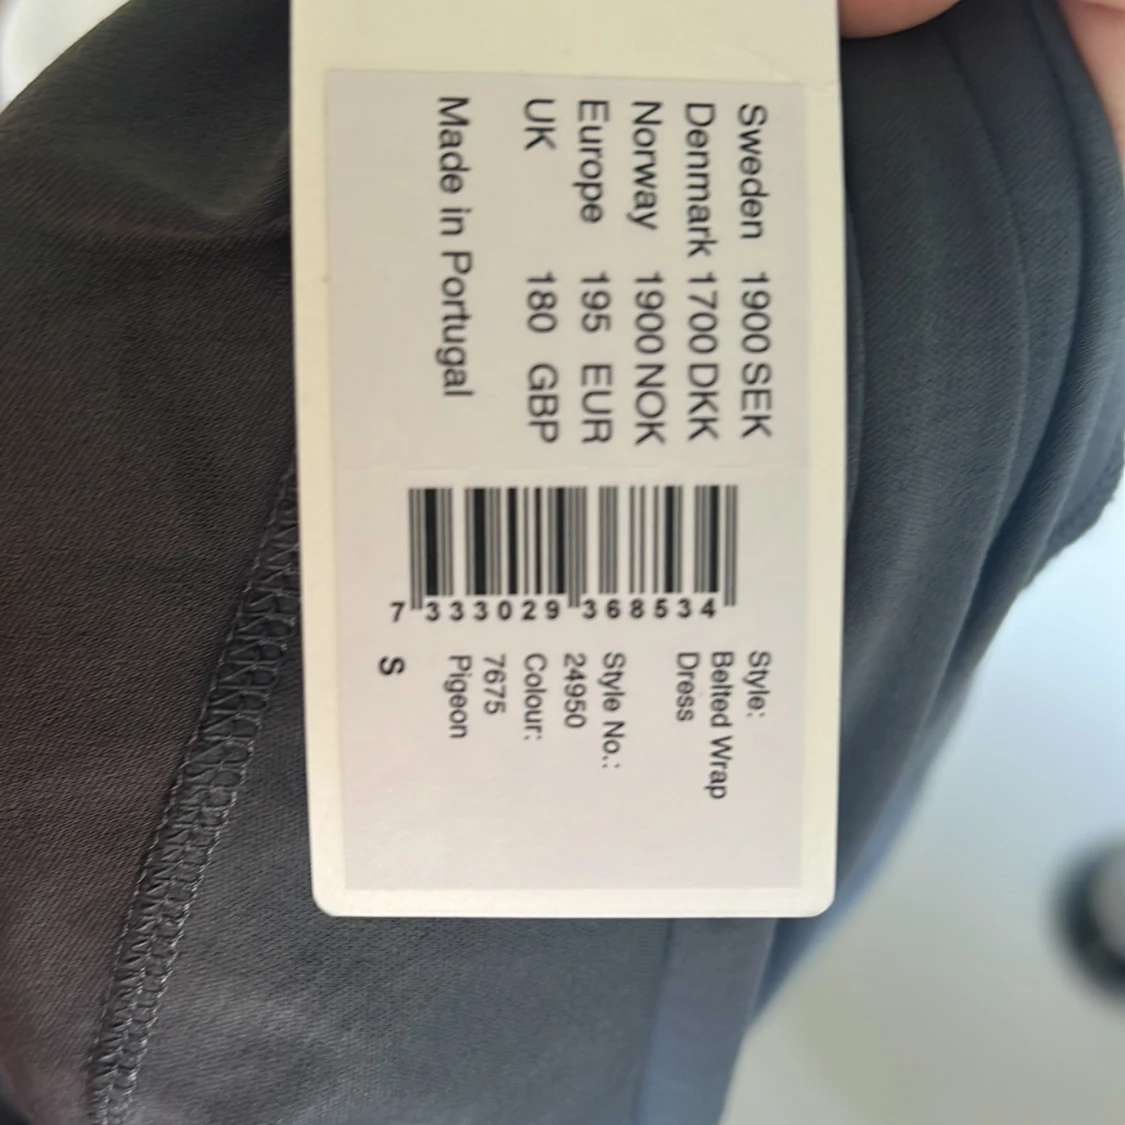 Sweden 1900 SEK
Denmark 1700 DKK
Norway 1900 NOK
Europe 195 EUR
UK 180 GBP
Made in Portugal
7 333029 368534
Style:
Belted Wrap
Dress
Style No.:
24950
Colour:
7675
Pigeon
S